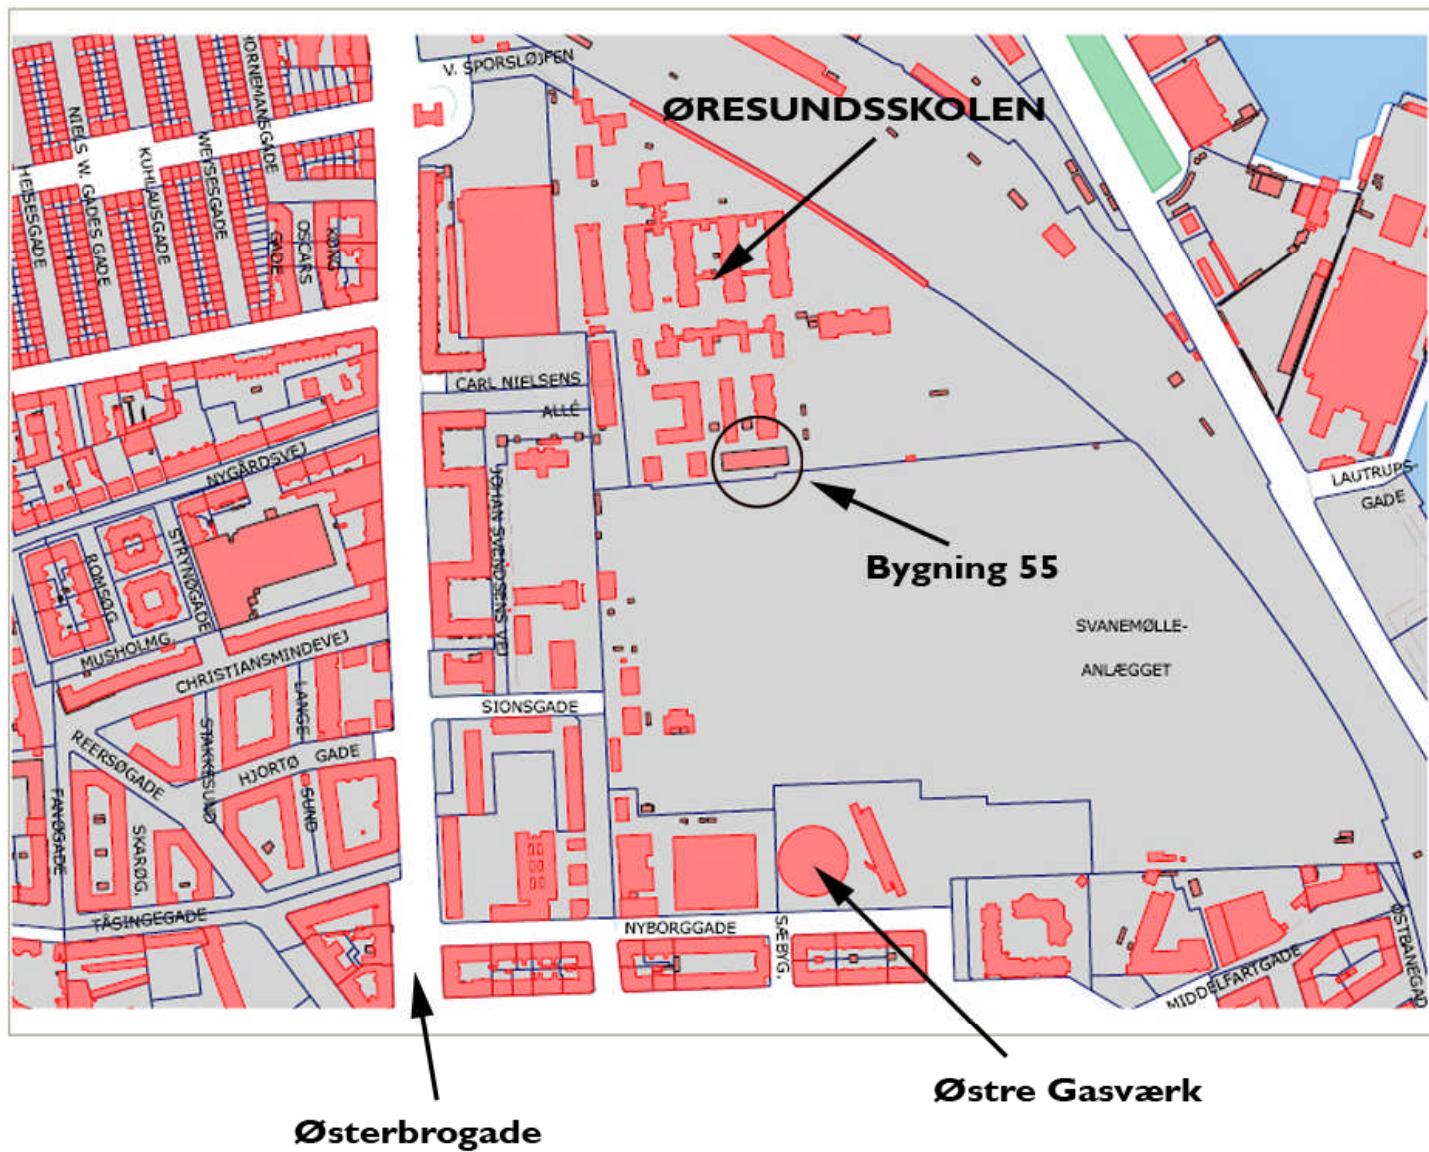 V. SPORSLØJFEN
HORNEMANSGADE
ØRESUNDSSKOLEN
NIELS W. GADES GADE
KUHLAUSGADE
WEYSESGADE
HEISESGADE
KONG
OSCARS
GADE
CARL NIELSENS
ALLÉ
NYGÅRDSVEJ
LAUTRUPS-
GADE
JOHAN SVENDSENS VEJ
STRYNØGADE
ROMSØG.
Bygning 55
MUSHOLMG.
CHRISTIANSMINDEVEJ
SVANEMØLLE-
ANLÆGGET
LANGE
SUND
SIONSGADE
STAKKESUND
REERSØGADE
HJORTØ GADE
FANØGADE
SKARØG.
TÅSINGEGADE
NYBORGGADE
SÆBYG.
MIDDELFARTGADE
ØSTBANEGAD
Østre Gasværk
Østerbrogade